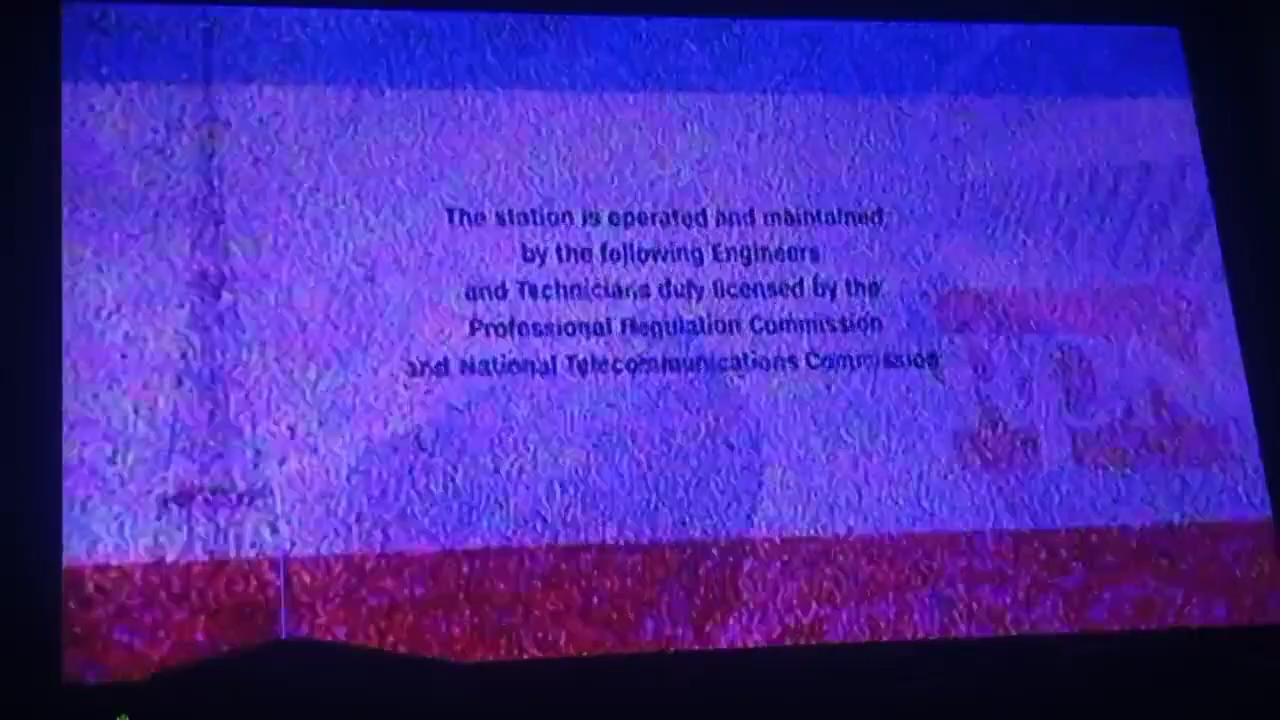 The station is operated and maintained
by the following Engineers
and Technicians duly licensed by the
Professional Regulation Commission
and National Telecommunications Commission